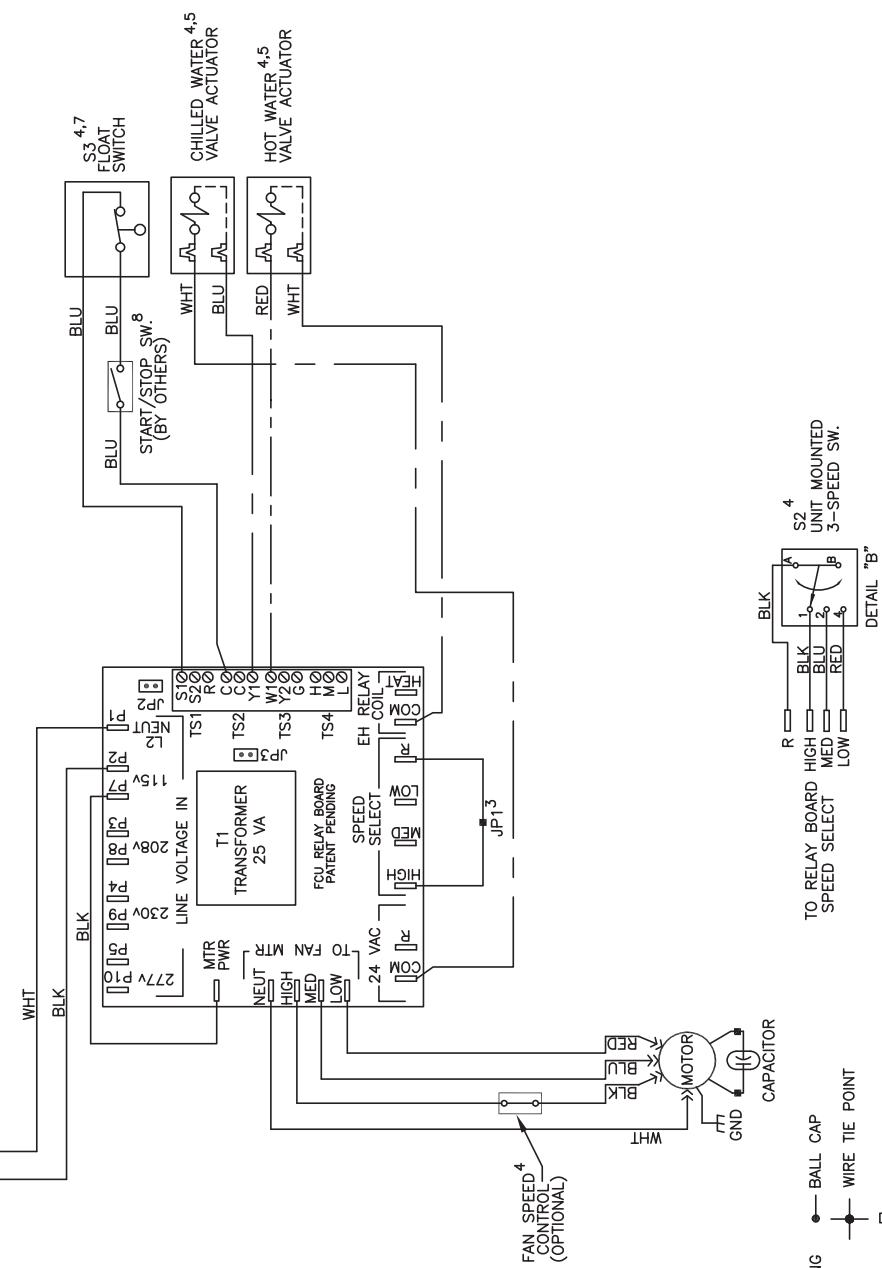 S3 4,7
FLOAT
SWITCH
CHILLED WATER 4,5
VALVE ACTUATOR
HOT WATER 4,5
VALVE ACTUATOR
BLU
BLU
WHT
BLU
RED
WHT
START/STOP SW. 8
(BY OTHERS)
BLU
WHT
BLK
BLK
P1
NEUT
L2
P2
115v
P7
P3
P8
208v
P4
P9
230v
P5
277v P10
LINE VOLTAGE IN
JP2
JP3
S1
S2
R
C
C
Y1
W1
Y2
G
H
M
L
TS1
TS2
TS3
TS4
T1
TRANSFORMER
25 VA
FCU RELAY BOARD
PATENT PENDING
EH RELAY
COIL
HEAT
COM
SPEED
SELECT
R
LOW
MED
HIGH
JP1 3
24 VAC
R
COM
MTR
PWR
TO FAN MTR
NEUT
HIGH
MED
LOW
RED
BLU
BLK
WHT
MOTOR
GND
CAPACITOR
FAN SPEED 4
CONTROL
(OPTIONAL)
S2 4
UNIT MOUNTED
3-SPEED SW.
DETAIL "B"
A
B
1
2
4
BLK
BLK
BLU
RED
R
HIGH
MED
LOW
TO RELAY BOARD
SPEED SELECT
BALL CAP
WIRE TIE POINT
NG